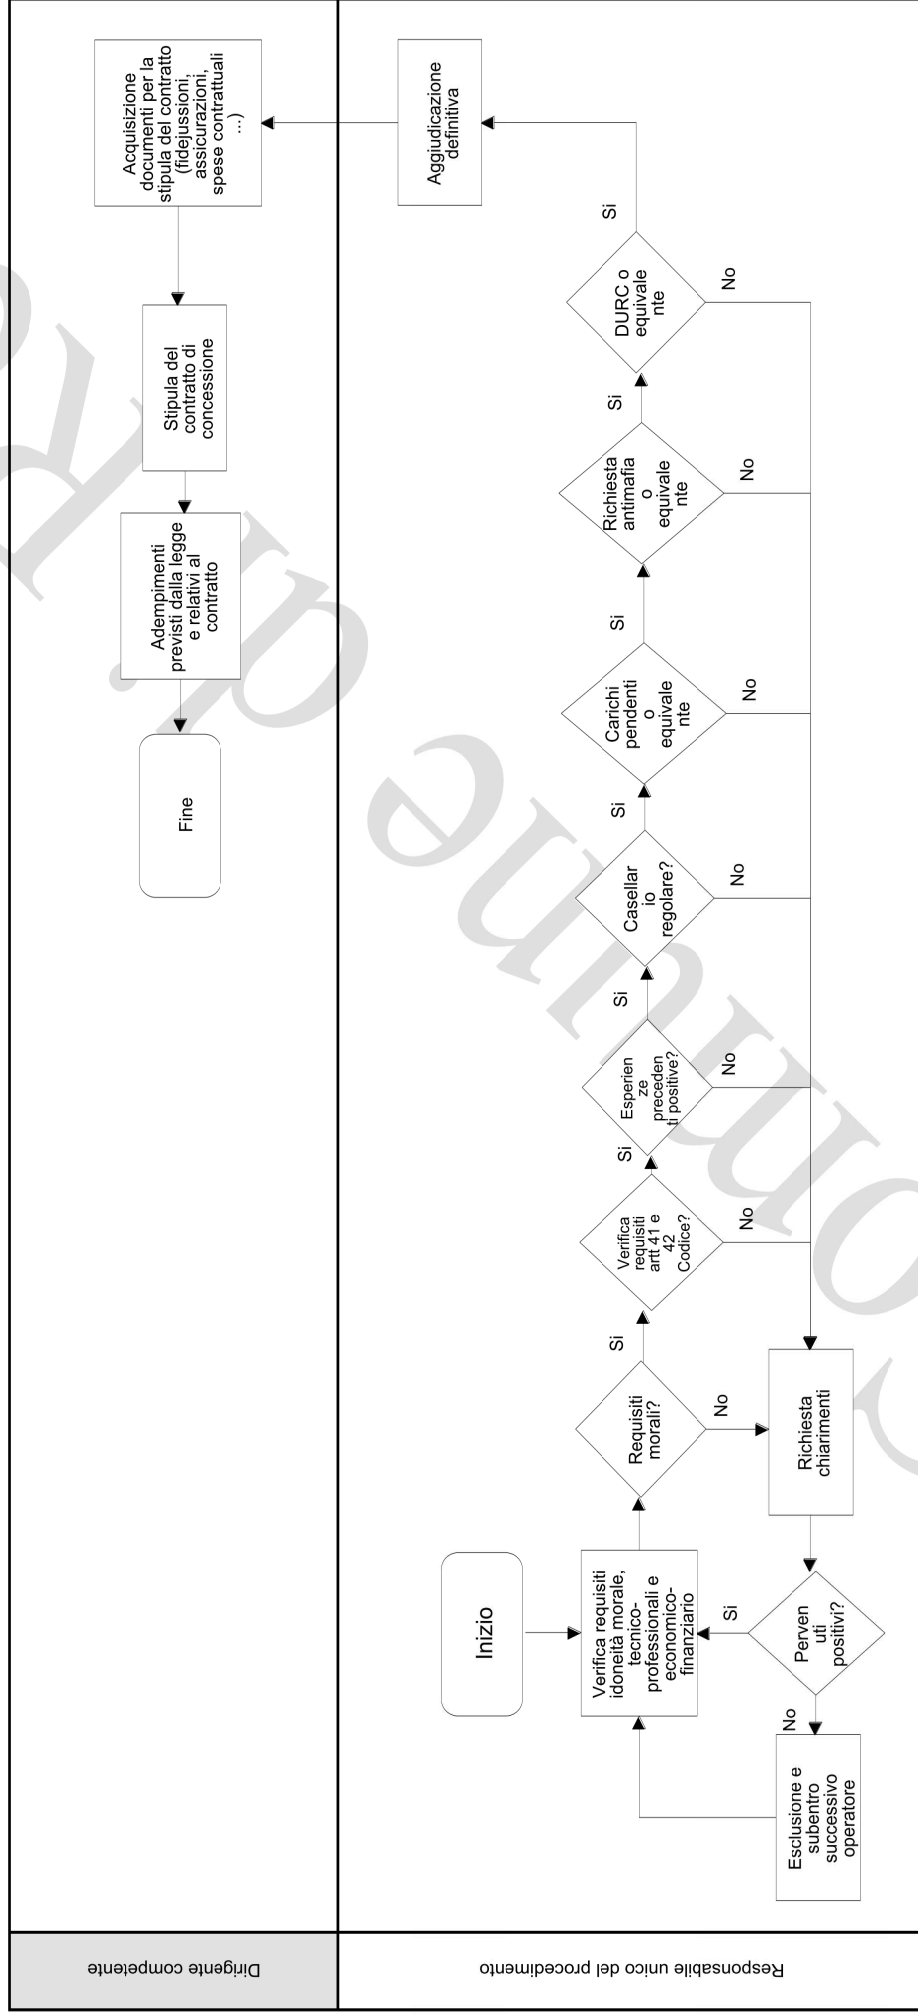 Dirigente competente
Acquisizione
documenti per la
stipula del contratto
(fidejussioni,
assicurazioni,
spese contrattuali
...)
Stipula del
contratto di
concessione
Adempimenti
previsti dalla legge
e relativi al
contratto
Fine
Responsabile unico del procedimento
Inizio
Verifica requisiti
idoneità morale,
tecnico-
professionali e
economico-
finanziario
Requisiti
morali?
Si
No
Verifica
requisiti
artt 41 e
42
Codice?
Si
No
Esperien
ze
preceden
ti positive?
Si
No
Casellar
io
regolare?
Si
No
Carichi
pendenti
o
equivale
nte
Si
No
Richiesta
antimafia
o
equivale
nte
Si
No
DURC o
equivale
nte
Si
No
Aggiudicazione
definitiva
Richiesta
chiarimenti
Perven
uti
positivi?
Si
No
Esclusione e
subentro
successivo
operatore
Comune di Re